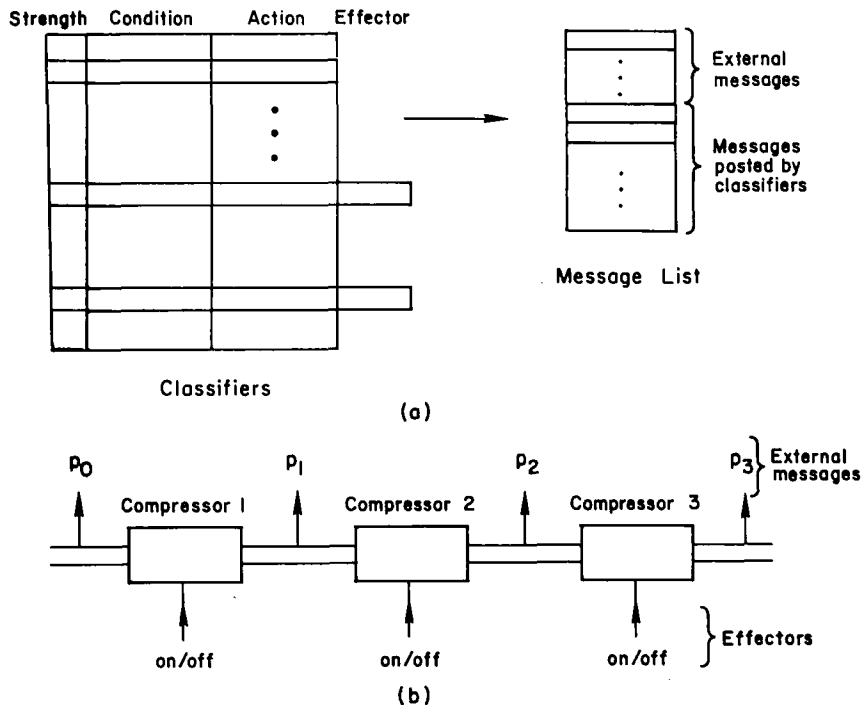 Strength Condition Action Effector
External
messages
Messages
posted by
classifiers
Message List
Classifiers
(a)
p0 p1 p2 p3 External
messages
Compressor 1 Compressor 2 Compressor 3
on/off on/off on/off Effectors
(b)